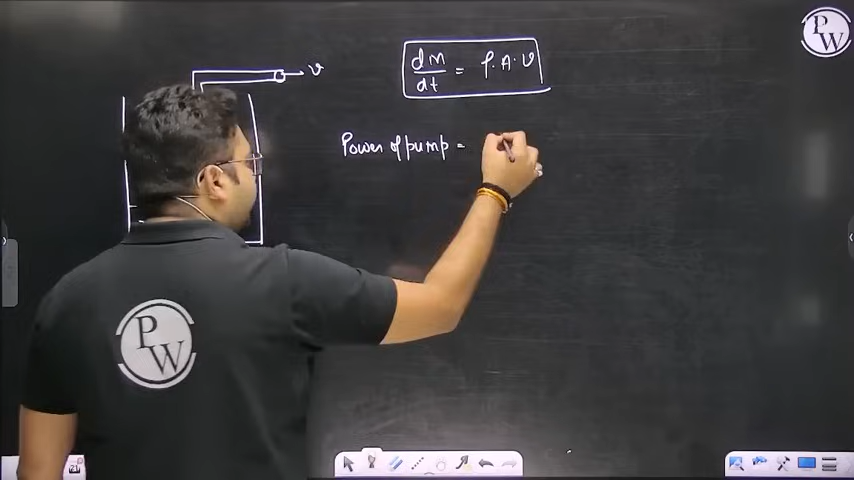 PW
v
dm/dt = ρ.A.v
Power of pump =
PW